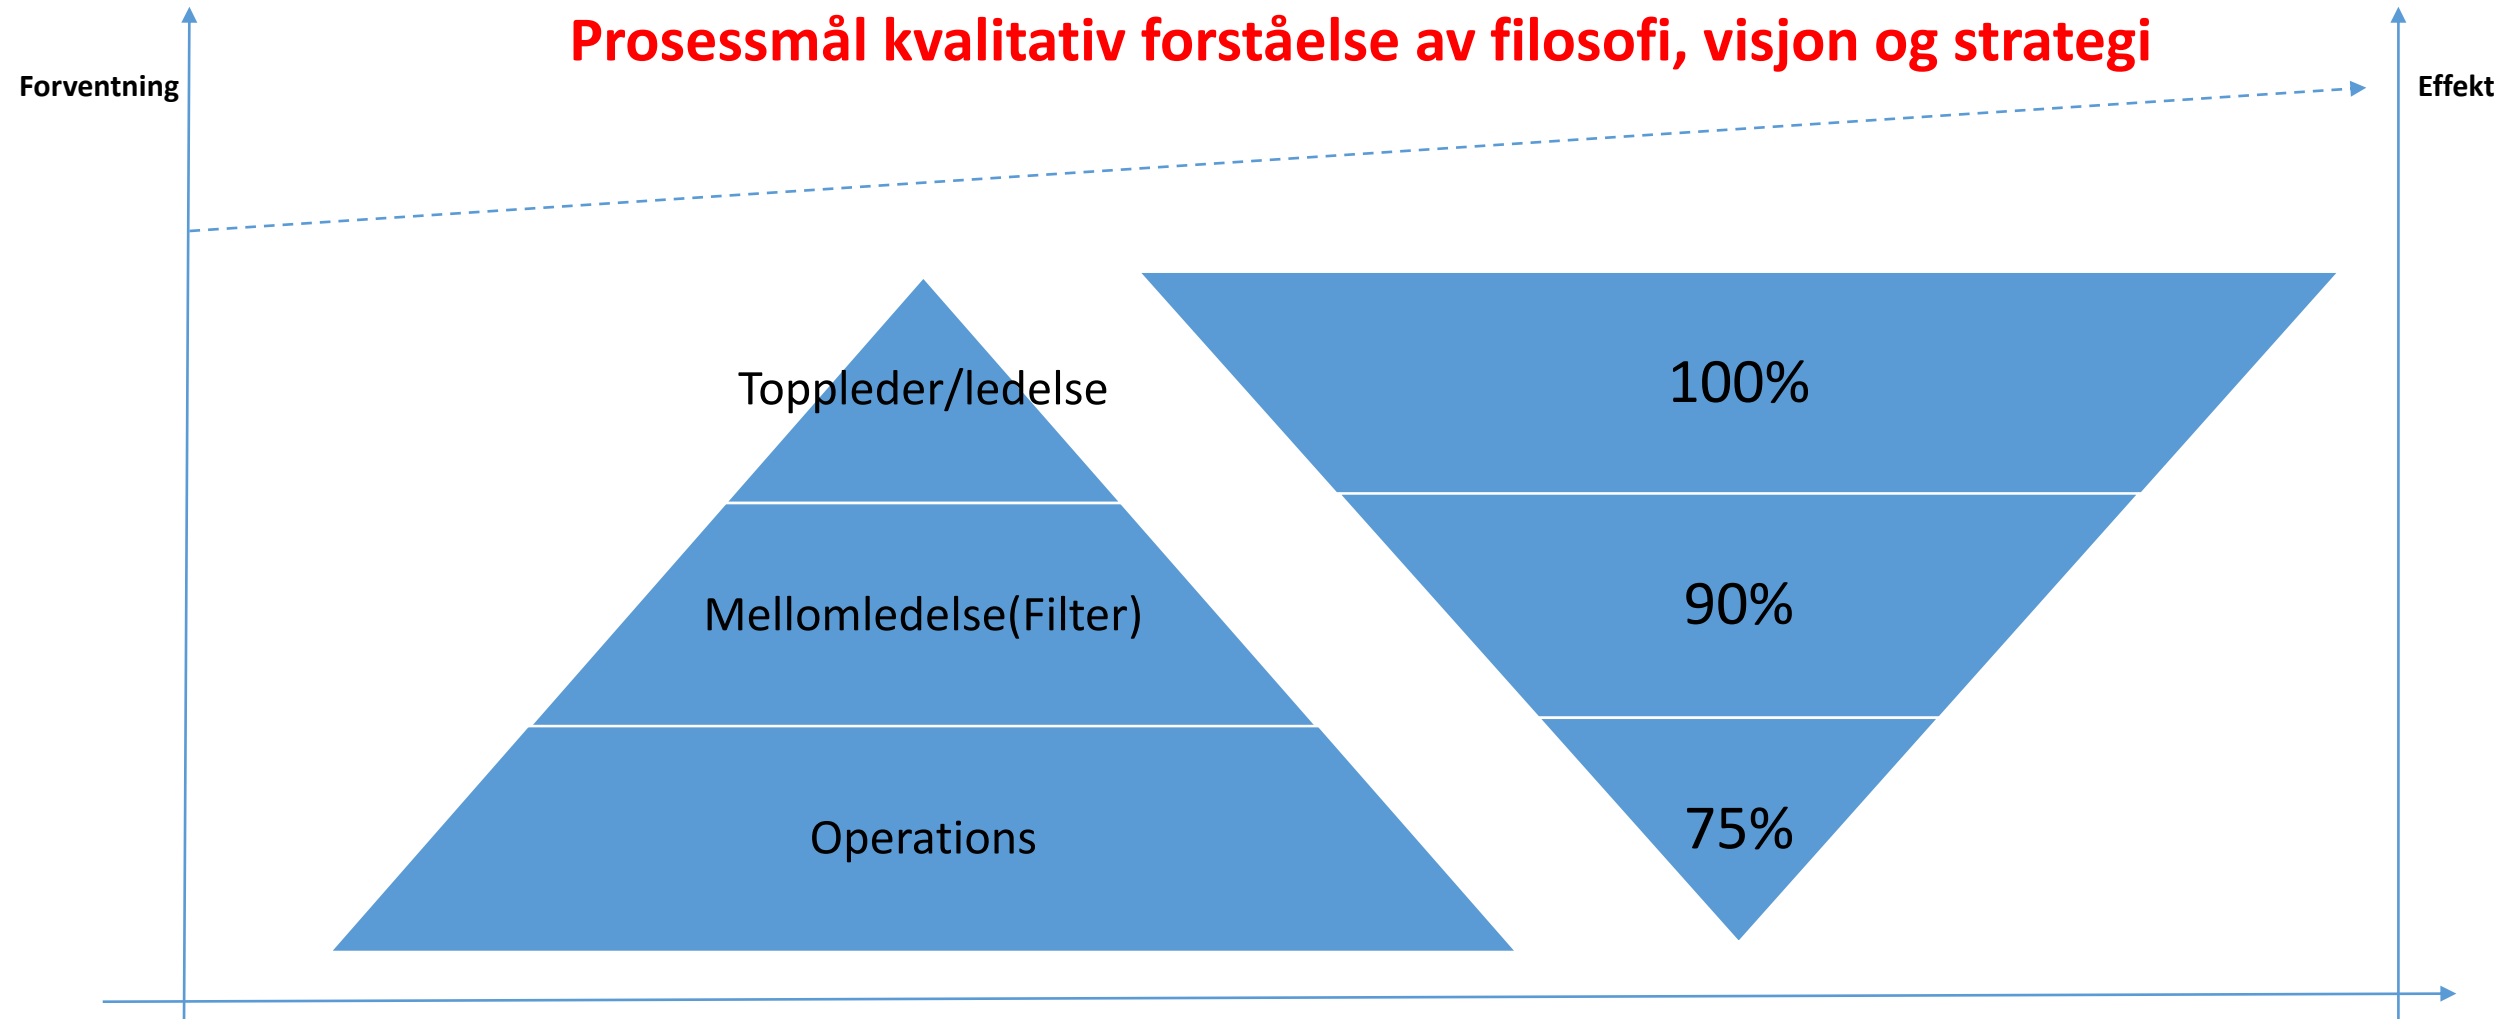 Prosessmål kvalitativ forståelse av filosofi, visjon og strategi
Forventning
Effekt
Toppleder/ledelse
100%
Mellomledelse(Filter)
90%
Operations
75%